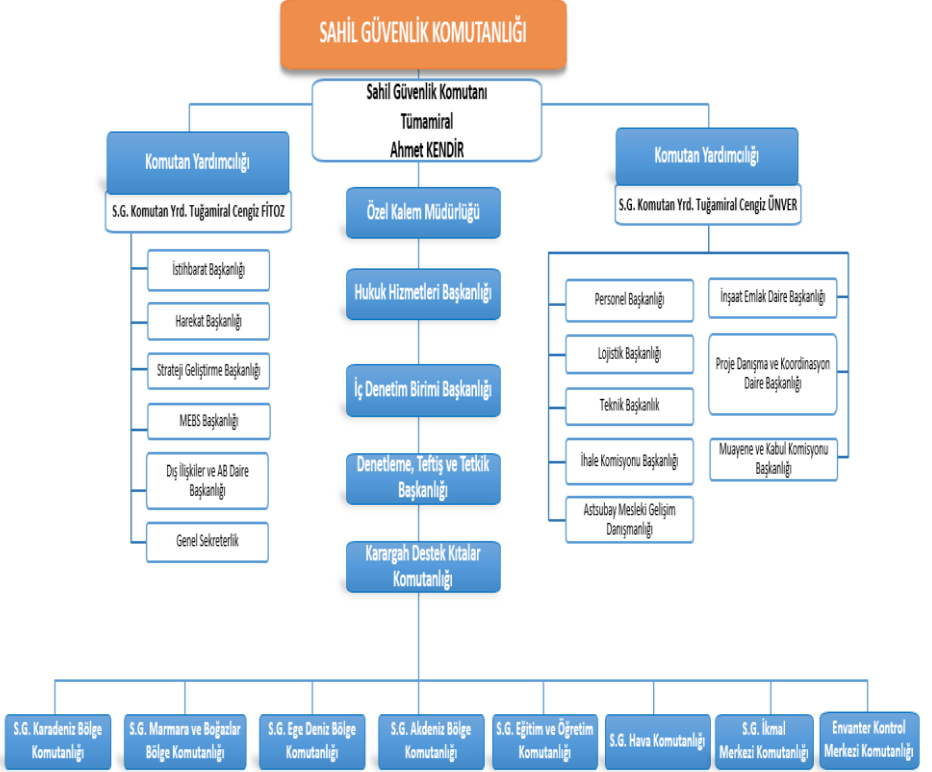 SAHİL GÜVENLİK KOMUTANLIĞI
Sahil Güvenlik Komutanı
Tümamiral
Ahmet KENDİR
Komutan Yardımcılığı
S.G. Komutan Yrd. Tuğamiral Cengiz FİTOZ
İstihbarat Başkanlığı
Harekat Başkanlığı
Strateji Geliştirme Başkanlığı
MEBS Başkanlığı
Dış İlişkiler ve AB Daire
Başkanlığı
Genel Sekreterlik
Özel Kalem Müdürlüğü
Hukuk Hizmetleri Başkanlığı
İç Denetim Birimi Başkanlığı
Denetleme, Teftiş ve Tetkik
Başkanlığı
Karargah Destek Kıtalar
Komutanlığı
Komutan Yardımcılığı
S.G. Komutan Yrd. Tuğamiral Cengiz ÜNVER
Personel Başkanlığı
Lojistik Başkanlığı
Teknik Başkanlık
İhale Komisyonu Başkanlığı
Astsubay Mesleki Gelişim
Danışmanlığı
İnşaat Emlak Daire Başkanlığı
Proje Danışma ve Koordinasyon
Daire Başkanlığı
Muayene ve Kabul Komisyonu
Başkanlığı
S.G. Karadeniz Bölge
Komutanlığı
S.G. Marmara ve Boğazlar
Bölge Komutanlığı
S.G. Ege Deniz Bölge
Komutanlığı
S.G. Akdeniz Bölge
Komutanlığı
S.G. Eğitim ve Öğretim
Komutanlığı
S.G. Hava Komutanlığı
S.G. İkmal
Merkezi Komutanlığı
Envanter Kontrol
Merkezi Komutanlığı